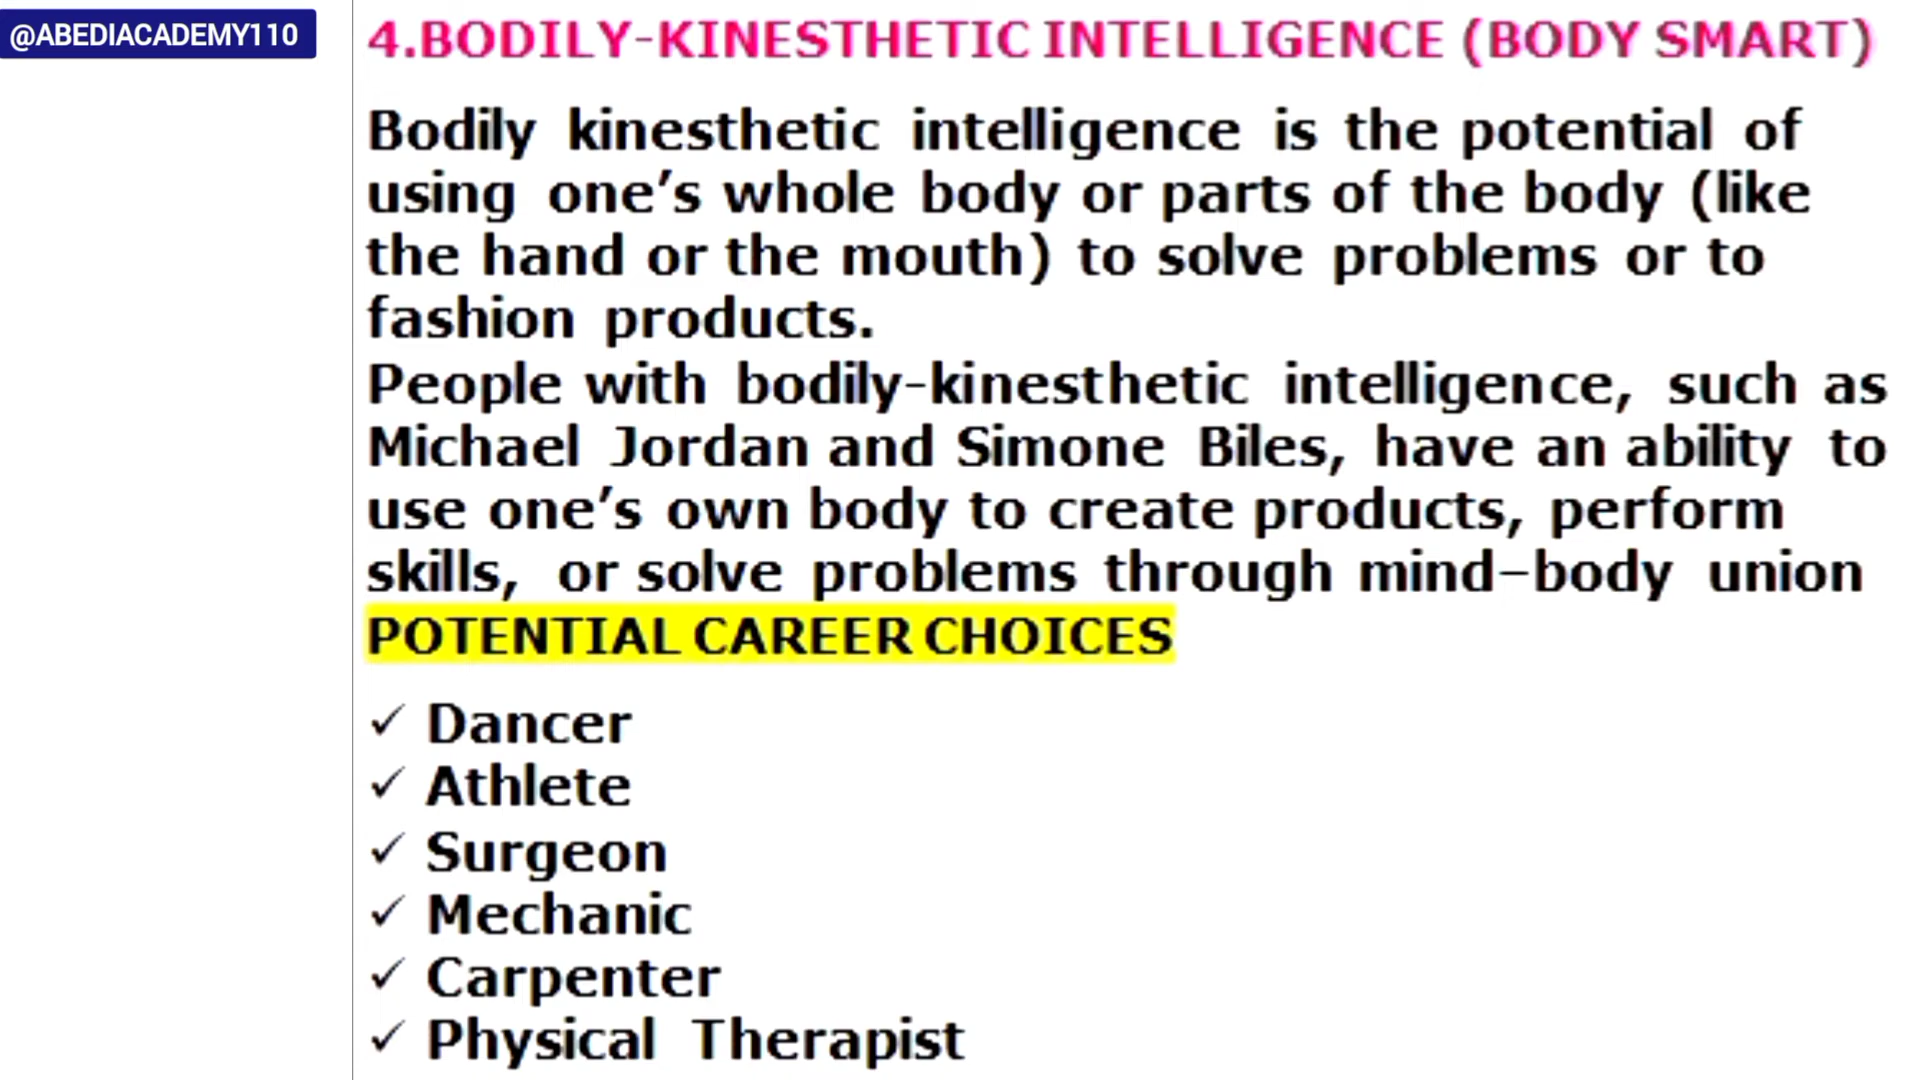 @ABEDIACADEMY110
4.BODILY-KINESTHETIC INTELLIGENCE (BODY SMART)
Bodily kinesthetic intelligence is the potential of
using one’s whole body or parts of the body (like
the hand or the mouth) to solve problems or to
fashion products.
People with bodily-kinesthetic intelligence, such as
Michael Jordan and Simone Biles, have an ability to
use one’s own body to create products, perform
skills, or solve problems through mind–body union
POTENTIAL CAREER CHOICES
✓ Dancer
✓ Athlete
✓ Surgeon
✓ Mechanic
✓ Carpenter
✓ Physical Therapist